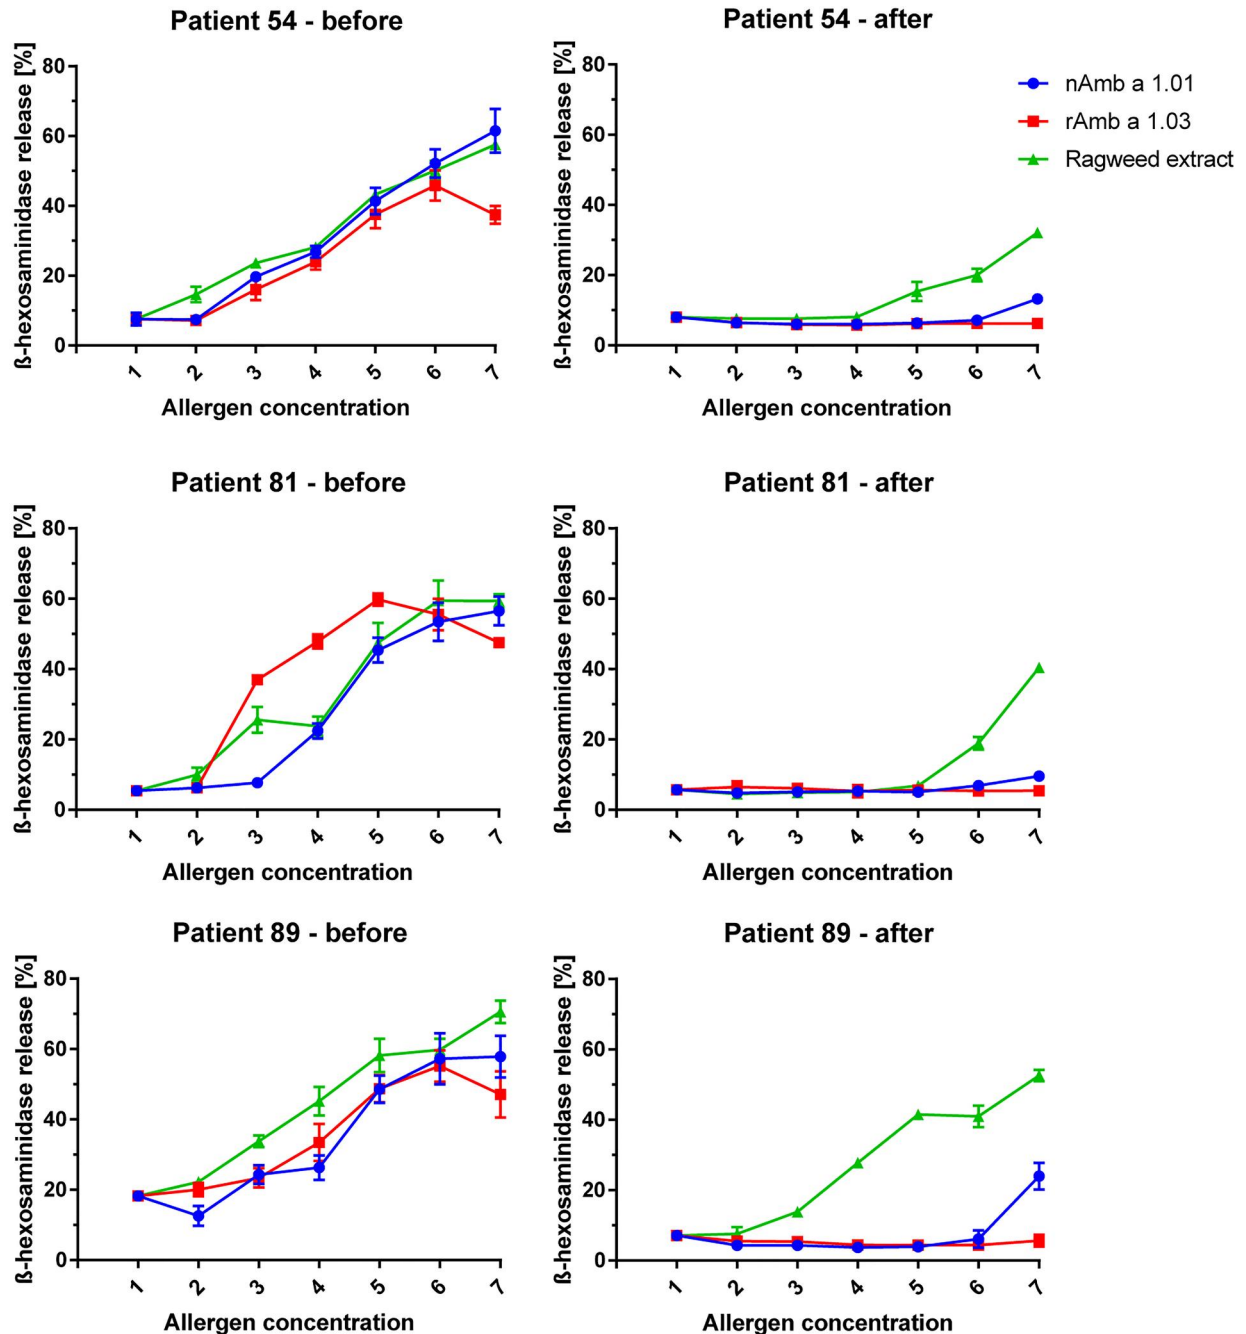 Patient 54 - before
ß-hexosaminidase release [%]
80
60
40
20
0
1 2 3 4 5 6 7
Allergen concentration
Patient 54 - after
ß-hexosaminidase release [%]
80
60
40
20
0
1 2 3 4 5 6 7
Allergen concentration
nAmb a 1.01
rAmb a 1.03
Ragweed extract
Patient 81 - before
ß-hexosaminidase release [%]
80
60
40
20
0
1 2 3 4 5 6 7
Allergen concentration
Patient 81 - after
ß-hexosaminidase release [%]
80
60
40
20
0
1 2 3 4 5 6 7
Allergen concentration
Patient 89 - before
ß-hexosaminidase release [%]
80
60
40
20
0
1 2 3 4 5 6 7
Allergen concentration
Patient 89 - after
ß-hexosaminidase release [%]
80
60
40
20
0
1 2 3 4 5 6 7
Allergen concentration